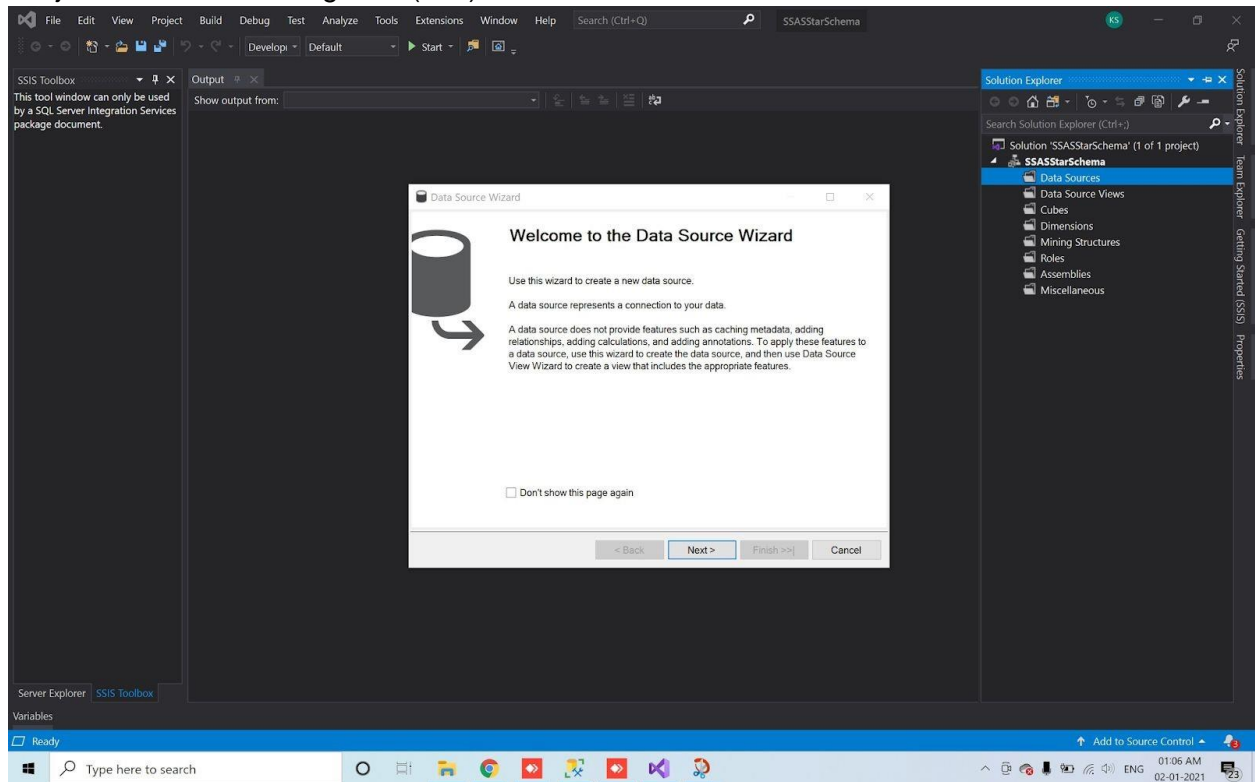 File Edit View Project Build Debug Test Analyze Tools Extensions Window Help Search (Ctrl+Q) SSASStarSchema KS
Default Start
SSIS Toolbox
This tool window can only be used
by a SQL Server Integration Services
package document.
Output
Show output from:
Solution Explorer
Search Solution Explorer (Ctrl+;)
Solution 'SSASStarSchema' (1 of 1 project)
SSASStarSchema
Data Sources
Data Source Views
Cubes
Dimensions
Mining Structures
Roles
Assemblies
Miscellaneous
Solution Explorer
Team Explorer
Getting Started (SSIS)
Properties
Data Source Wizard
Welcome to the Data Source Wizard
Use this wizard to create a new data source.
A data source represents a connection to your data.
A data source does not provide features such as caching metadata, adding
relationships, adding calculations, and adding annotations. To apply these features to
a data source, use this wizard to create the data source, and then use Data Source
View Wizard to create a view that includes the appropriate features.
Don't show this page again
< Back Next > Finish >>| Cancel
Server Explorer SSIS Toolbox
Variables
Ready
Add to Source Control
3
Type here to search
ENG
01:06 AM
02-01-2021
23